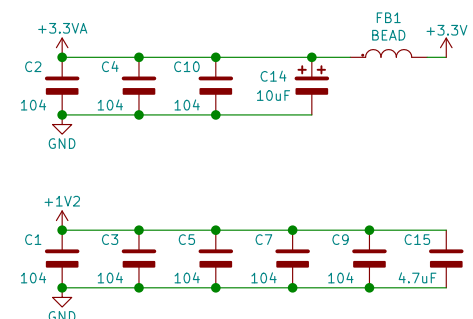 FB1
+3.3VA BEAD +3.3V
C2 C4 C10 C14
104 104 104 10uF
GND
+1V2
C1 C3 C5 C7 C9 C15
104 104 104 104 104 4.7uF
GND